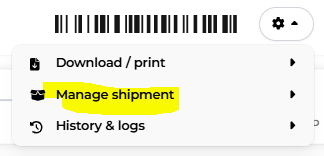 Download / print
Manage shipment
History & logs